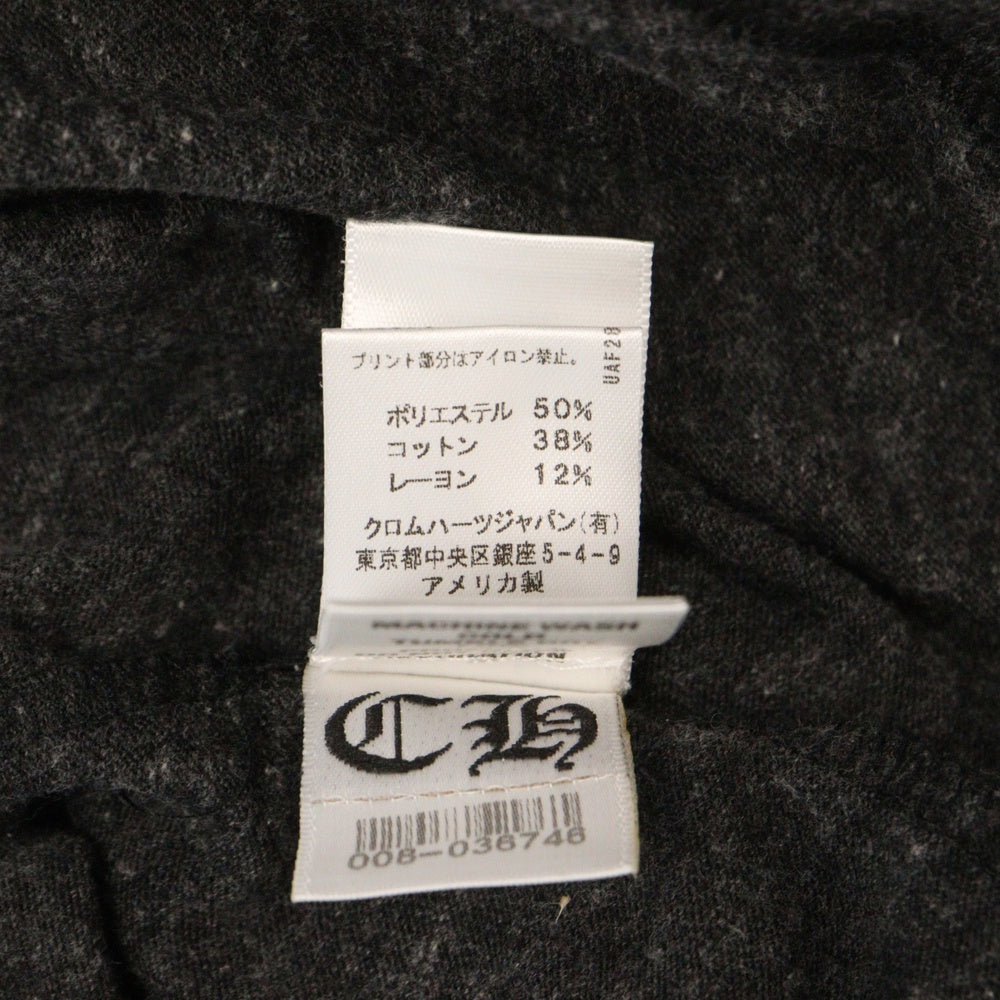 プリント部分はアイロン禁止。
UAF28
ポリエステル 50%
コットン 38%
レーヨン 12%
クロムハーツジャパン(有)
東京都中央区銀座5-4-9
アメリカ製
MACHINE WASH
COLD
CH
008-038746